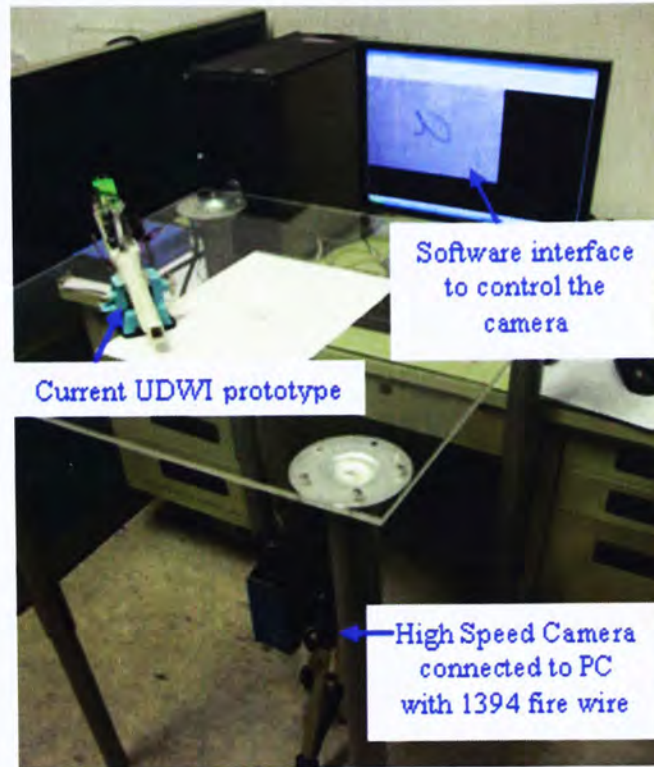 α
Software interface
to control the
camera
Current UDWI prototype
High Speed Camera
connected to PC
with 1394 fire wire